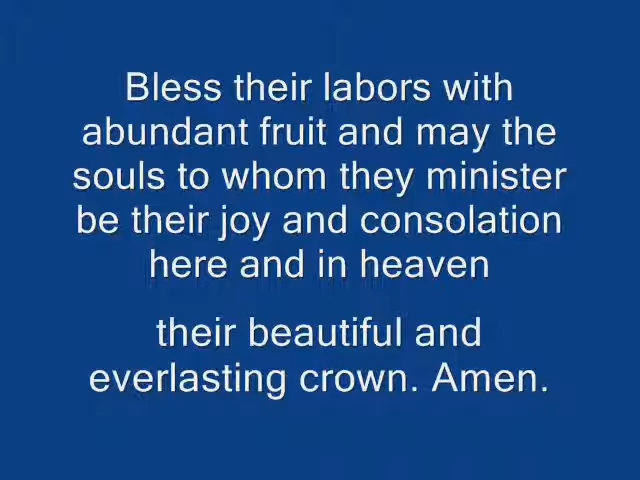 Bless their labors with
abundant fruit and may the
souls to whom they minister
be their joy and consolation
here and in heaven
their beautiful and
everlasting crown. Amen.